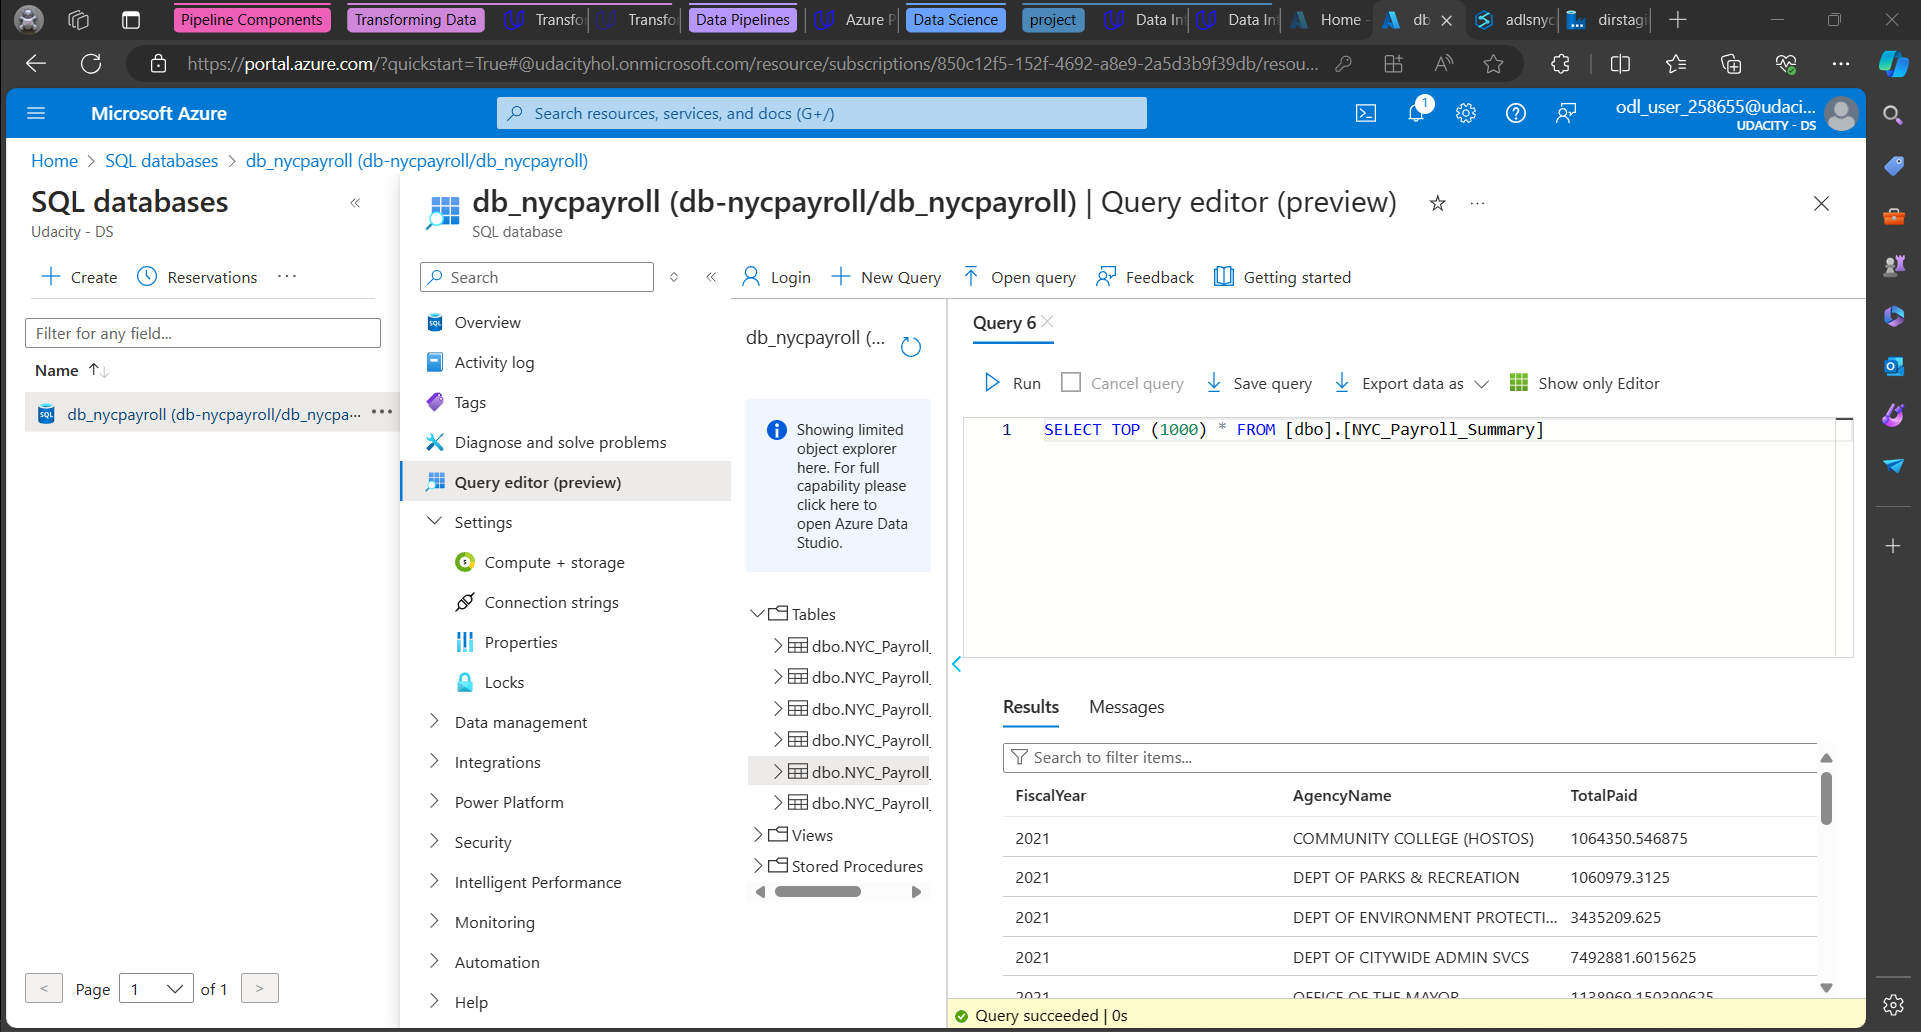 Pipeline Components
Transforming Data
Transfo
Transfo
Data Pipelines
Azure P
Data Science
project
Data In
Data In
Home -
db
adlsnyc
dirstagi
https://portal.azure.com/?quickstart=True#@udacityhol.onmicrosoft.com/resource/subscriptions/850c12f5-152f-4692-a8e9-2a5d3b9f39db/resou...
Microsoft Azure
Search resources, services, and docs (G+/)
1
odl_user_258655@udaci...
UDACITY - DS
Home > SQL databases > db_nycpayroll (db-nycpayroll/db_nycpayroll)
SQL databases
Udacity - DS
Create
Reservations
Filter for any field...
Name
db_nycpayroll (db-nycpayroll/db_nycpa...
< Page 1 of 1 >
db_nycpayroll (db-nycpayroll/db_nycpayroll) | Query editor (preview)
SQL database
Search
Overview
Activity log
Tags
Diagnose and solve problems
Query editor (preview)
Settings
Compute + storage
Connection strings
Properties
Locks
Data management
Integrations
Power Platform
Security
Intelligent Performance
Monitoring
Automation
Help
Login
New Query
Open query
Feedback
Getting started
db_nycpayroll (...
Showing limited
object explorer
here. For full
capability please
click here to
open Azure Data
Studio.
Tables
dbo.NYC_Payroll_
dbo.NYC_Payroll_
dbo.NYC_Payroll_
dbo.NYC_Payroll_
dbo.NYC_Payroll_
dbo.NYC_Payroll_
Views
Stored Procedures
Query 6
Run
Cancel query
Save query
Export data as
Show only Editor
1 SELECT TOP (1000) * FROM [dbo].[NYC_Payroll_Summary]
Results
Messages
Search to filter items...
FiscalYear AgencyName TotalPaid
2021 COMMUNITY COLLEGE (HOSTOS) 1064350.546875
2021 DEPT OF PARKS & RECREATION 1060979.3125
2021 DEPT OF ENVIRONMENT PROTECTI... 3435209.625
2021 DEPT OF CITYWIDE ADMIN SVCS 7492881.6015625
2021 OFFICE OF THE MAYOR 1138969.150390625
Query succeeded | 0s